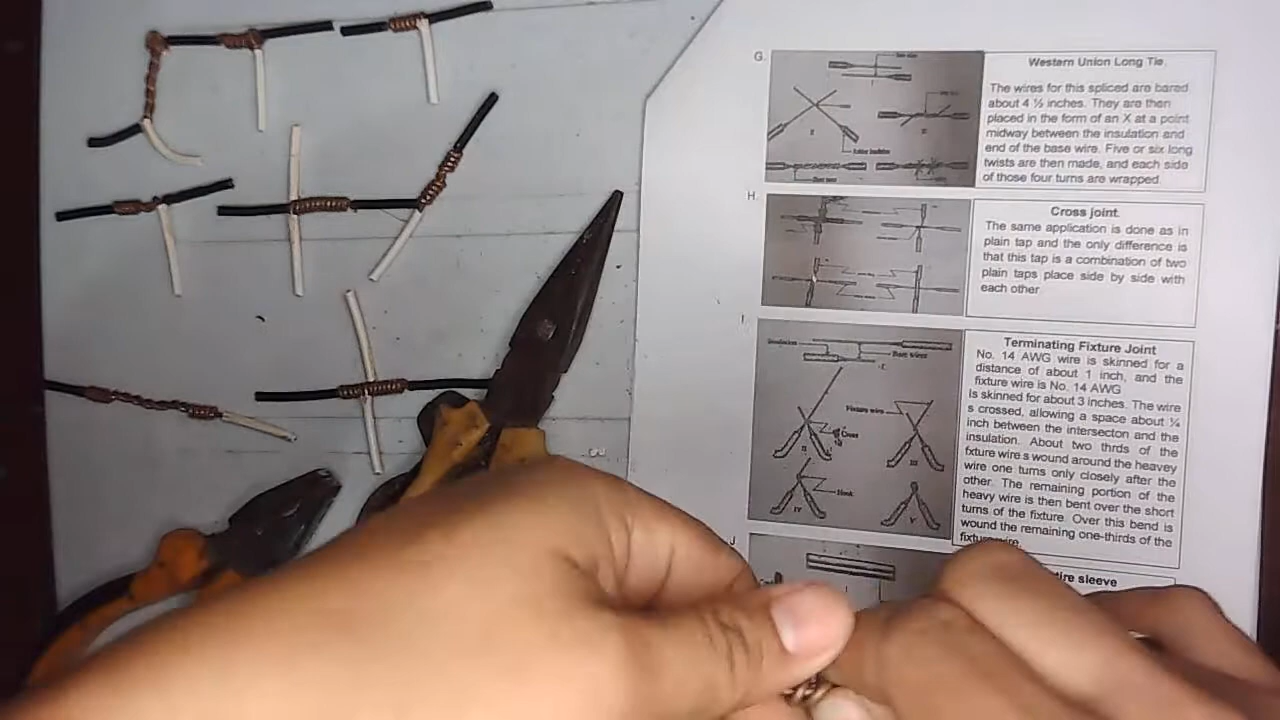 G.
Western Union Long Tie.
The wires for this spliced are bared
about 4 ½ inches. They are then
placed in the form of an X at a point
midway between the insulation and
end of the base wire. Five or six long
twists are then made, and each side
of those four turns are wrapped.
H.
Cross joint.
The same application is done as in
plain tap and the only difference is
that this tap is a combination of two
plain taps place side by side with
each other
I.
Terminating Fixture Joint
No. 14 AWG wire is skinned for a
distance of about 1 inch, and the
fixture wire is No. 14 AWG
is skinned for about 3 inches. The wire
s crossed, allowing a space about ¼
inch between the intersecton and the
insulation. About two thrds of the
fxture wire s wound around the heavey
wire one turns only closely after the
other. The remaining portion of the
heavy wire is then bent over the short
turns of the fixture. Over this bend is
wound the remaining one-thirds of the
Bare Wires
Fixture wire
Cross
II
III
Hook
IV
V
J
sleeve